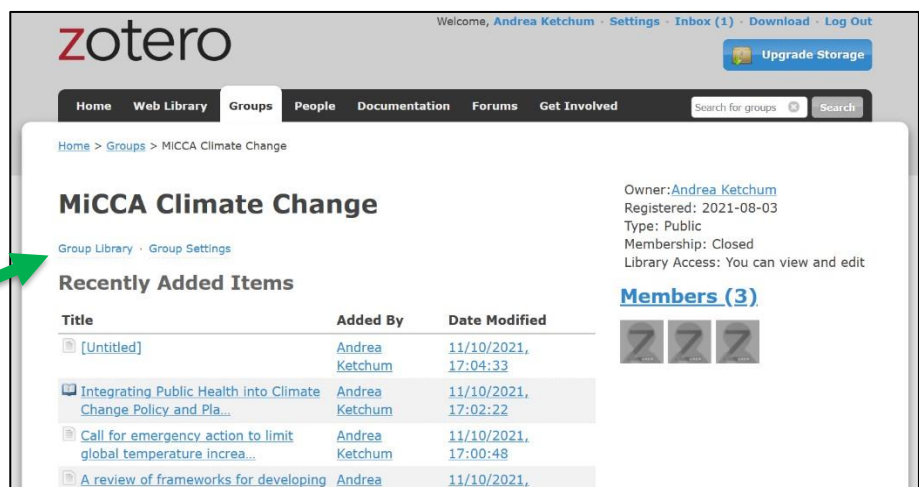 zotero
Welcome, Andrea Ketchum · Settings · Inbox (1) · Download · Log Out
Upgrade Storage
Home Web Library Groups People Documentation Forums Get Involved
Search for groups Search
Home > Groups > MiCCA Climate Change
MiCCA Climate Change
Group Library · Group Settings
Recently Added Items
Title Added By Date Modified
[Untitled] Andrea 11/10/2021,
Ketchum 17:04:33
Integrating Public Health into Climate Andrea 11/10/2021,
Change Policy and Pla... Ketchum 17:02:22
Call for emergency action to limit Andrea 11/10/2021,
global temperature increa... Ketchum 17:00:48
A review of frameworks for developing Andrea 11/10/2021,
Owner:Andrea Ketchum
Registered: 2021-08-03
Type: Public
Membership: Closed
Library Access: You can view and edit
Members (3)